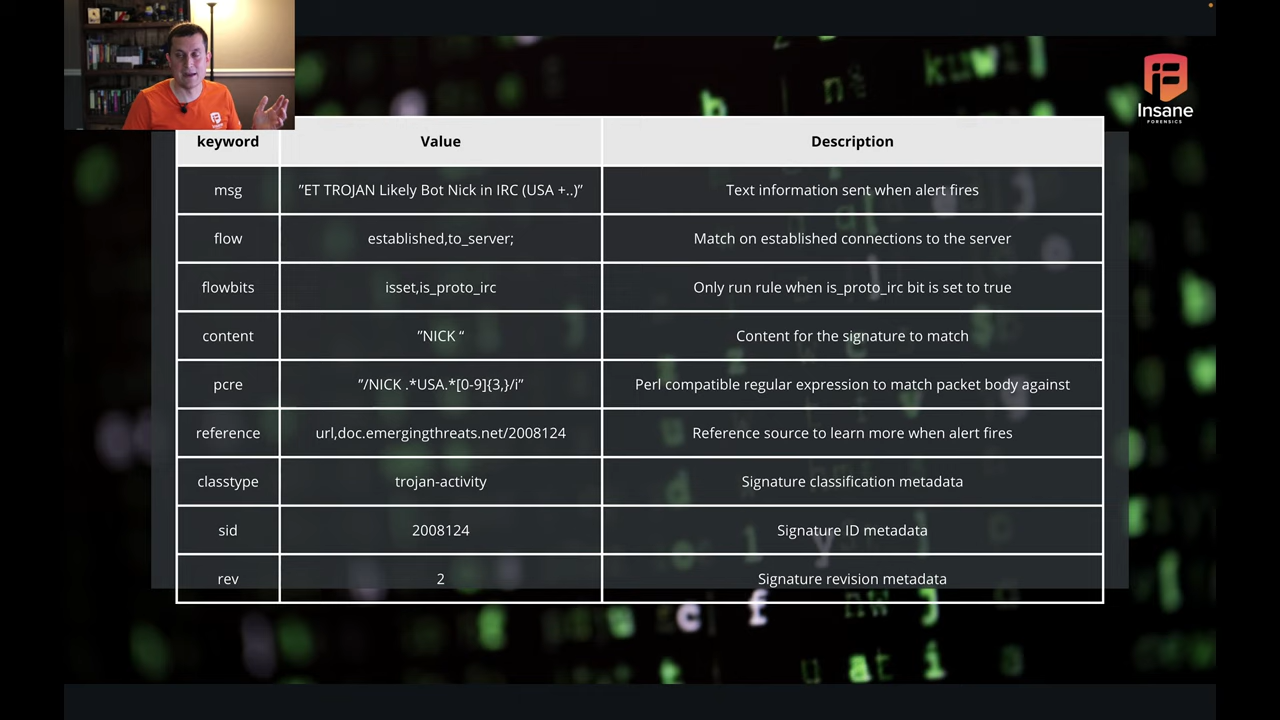 Insane
FORENSICS
keyword Value Description
msg ”ET TROJAN Likely Bot Nick in IRC (USA +..)” Text information sent when alert fires
flow established,to_server; Match on established connections to the server
flowbits isset,is_proto_irc Only run rule when is_proto_irc bit is set to true
content ”NICK “ Content for the signature to match
pcre ”/NICK .*USA.*[0-9]{3,}/i” Perl compatible regular expression to match packet body against
reference url,doc.emergingthreats.net/2008124 Reference source to learn more when alert fires
classtype trojan-activity Signature classification metadata
sid 2008124 Signature ID metadata
rev 2 Signature revision metadata